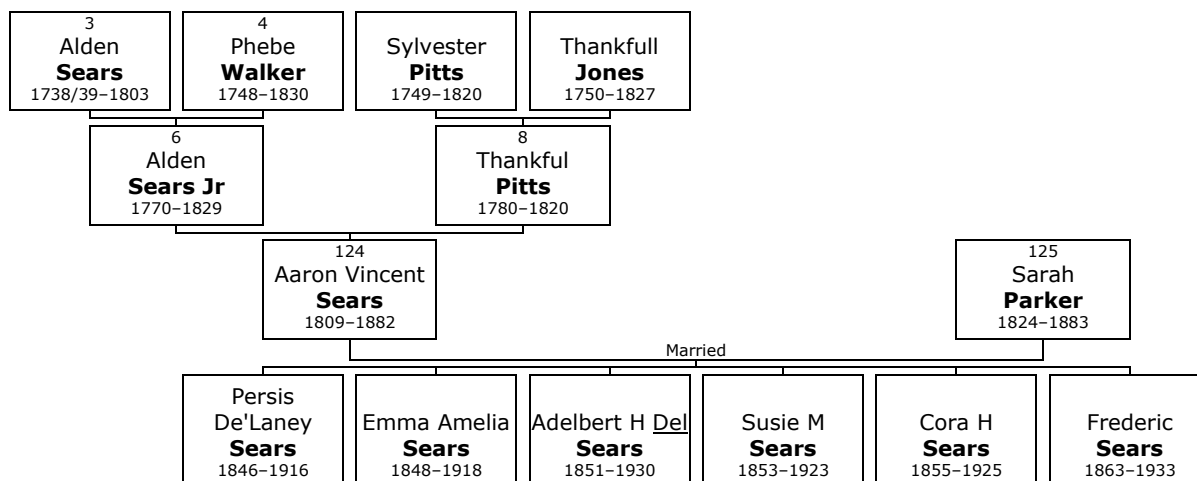 3
Alden
Sears
1738/39–1803
4
Phebe
Walker
1748–1830
Sylvester
Pitts
1749–1820
Thankfull
Jones
1750–1827
6
Alden
Sears Jr
1770–1829
8
Thankful
Pitts
1780–1820
124
Aaron Vincent
Sears
1809–1882
125
Sarah
Parker
1824–1883
Married
Persis
De'Laney
Sears
1846–1916
Emma Amelia
Sears
1848–1918
Adelbert H Del
Sears
1851–1930
Susie M
Sears
1853–1923
Cora H
Sears
1855–1925
Frederic
Sears
1863–1933